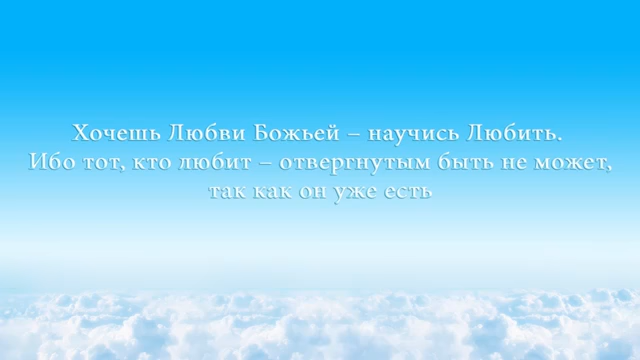 Хочешь Любви Божьей – научись Любить.
Ибо тот, кто любит – отвергнутым быть не может,
так как он уже есть